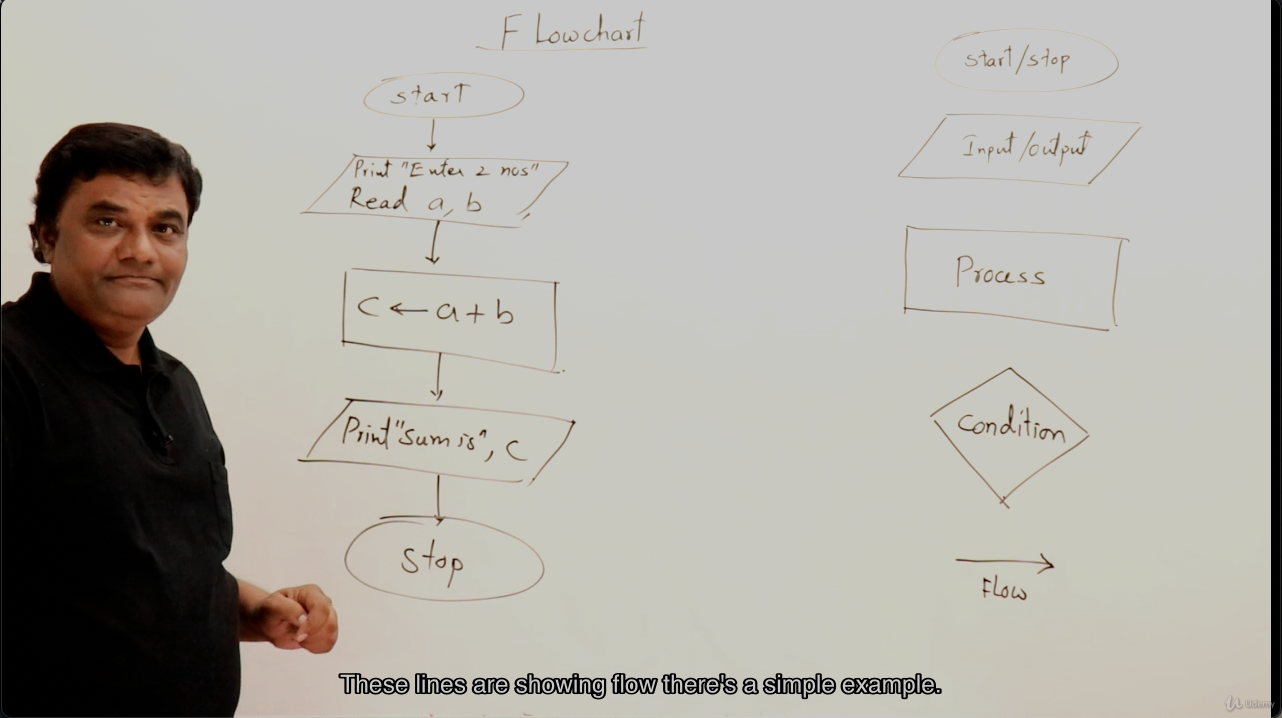 FLowchart
start
Print "Enter 2 nos"
Read a, b
C ← a + b
Print "sum is", C
stop
start/stop
Input/output
Process
condition
FLow
These lines are showing flow there's a simple example.
Udemy